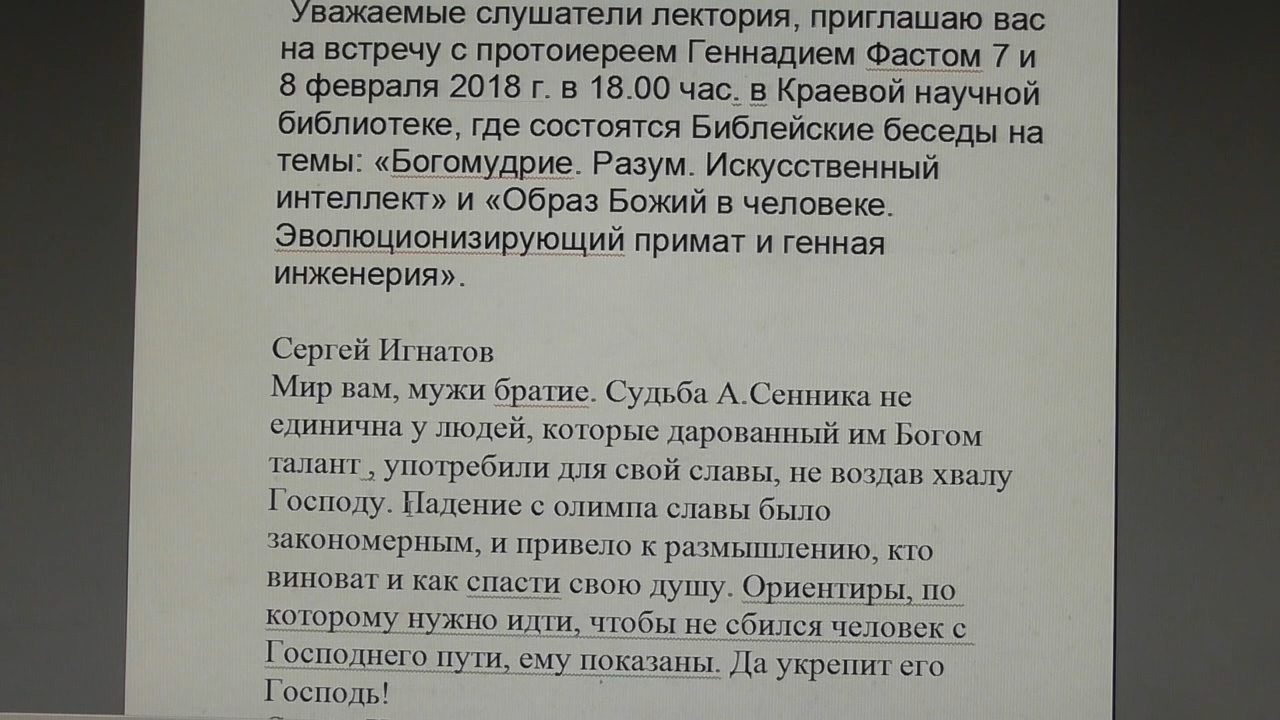 Уважаемые слушатели лектория, приглашаю вас
на встречу с протоиереем Геннадием Фастом 7 и
8 февраля 2018 г. в 18.00 час. в Краевой научной
библиотеке, где состоятся Библейские беседы на
темы: «Богомудрие. Разум. Искусственный
интеллект» и «Образ Божий в человеке.
Эволюционизирующий примат и генная
инженерия».
Сергей Игнатов
Мир вам, мужи братие. Судьба А.Сенника не
единична у людей, которые дарованный им Богом
талант , употребили для свой славы, не воздав хвалу
Господу. Падение с олимпа славы было
закономерным, и привело к размышлению, кто
виноват и как спасти свою душу. Ориентиры, по
которому нужно идти, чтобы не сбился человек с
Господнего пути, ему показаны. Да укрепит его
Господь!